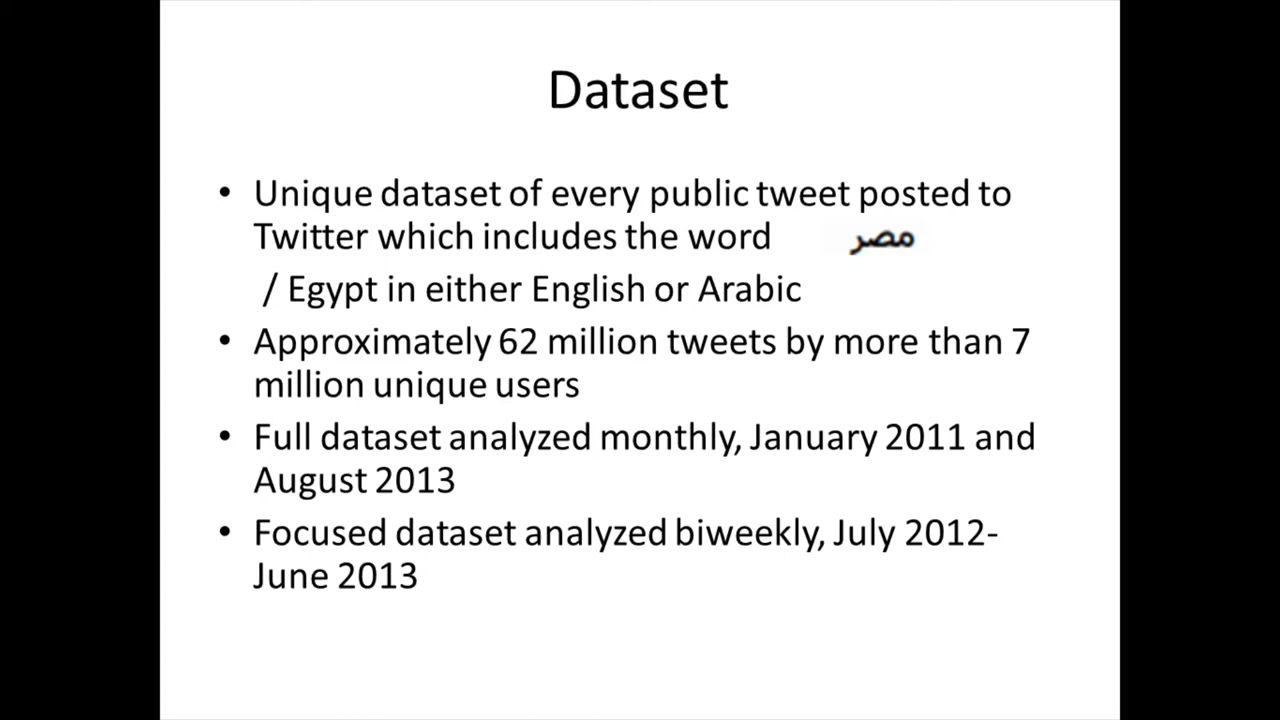 Dataset
• Unique dataset of every public tweet posted to
Twitter which includes the word مصر
/ Egypt in either English or Arabic
• Approximately 62 million tweets by more than 7
million unique users
• Full dataset analyzed monthly, January 2011 and
August 2013
• Focused dataset analyzed biweekly, July 2012-
June 2013